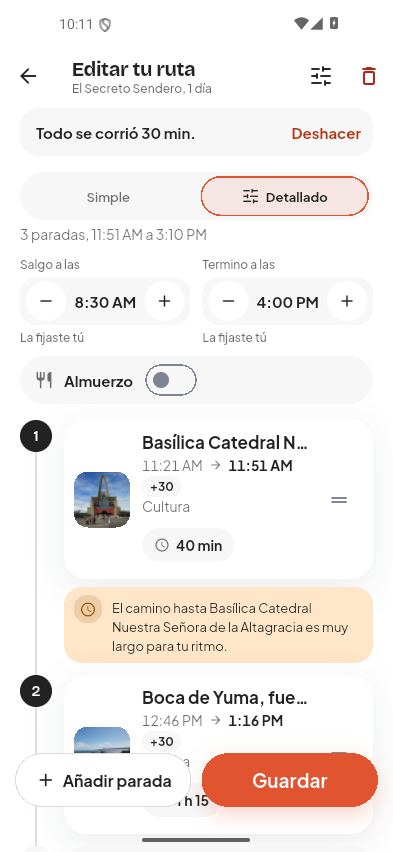 10:11
Editar tu ruta
El Secreto Sendero, 1 día
Todo se corrió 30 min.
Deshacer
Simple
Detallado
3 paradas, 11:51 AM a 3:10 PM
Salgo a las
Termino a las
− 8:30 AM +
− 4:00 PM +
La fijaste tú
La fijaste tú
Almuerzo
1
Basílica Catedral N...
11:21 AM → 11:51 AM
+30
Cultura
40 min
El camino hasta Basílica Catedral
Nuestra Señora de la Altagracia es muy
largo para tu ritmo.
2
Boca de Yuma, fue...
12:46 PM → 1:16 PM
+30
+ Añadir parada
Guardar